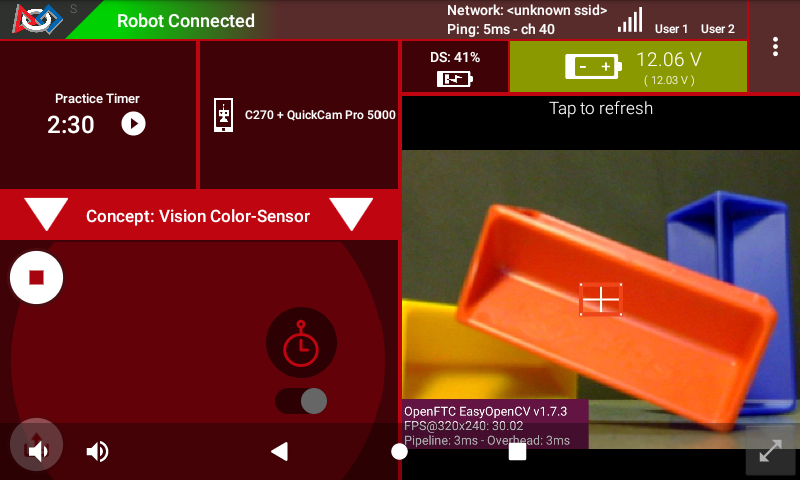 S
Robot Connected
Network: <unknown ssid>
Ping: 5ms - ch 40
User 1 User 2
DS: 41%
12.06 V
( 12.03 V )
Practice Timer
2:30
C270 + QuickCam Pro 5000
Tap to refresh
Concept: Vision Color-Sensor
OpenFTC EasyOpenCV v1.7.3
FPS@320x240: 30.02
Pipeline: 3ms - Overhead: 3ms